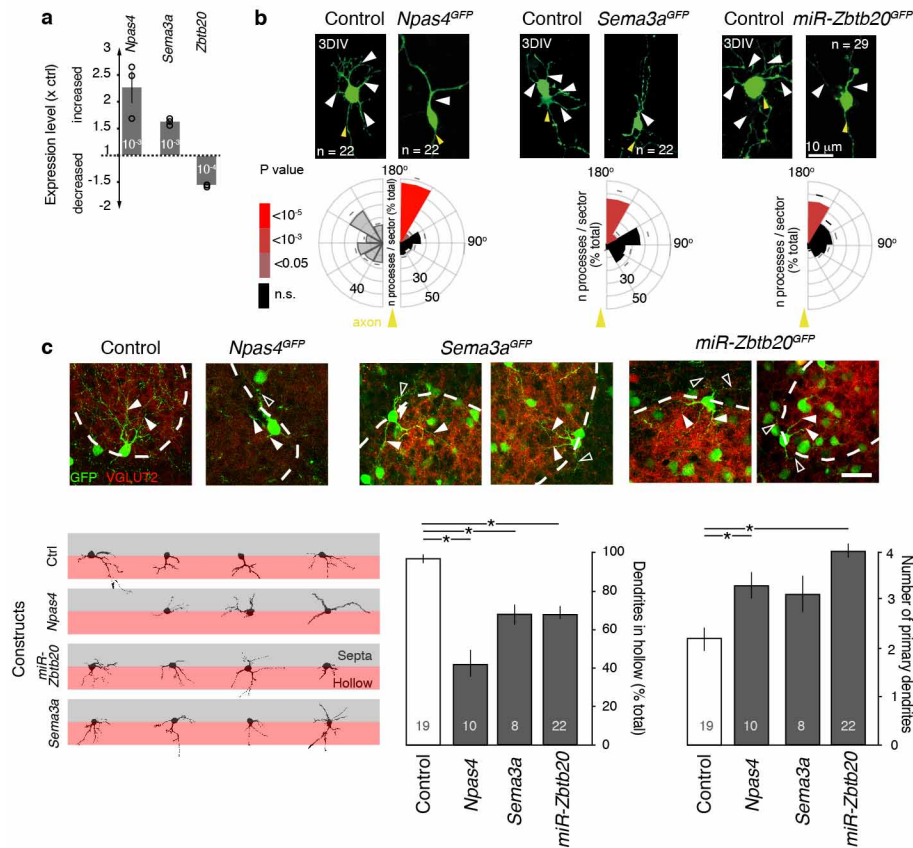 a
Npas4
Sema3a
Zbtb20
Expression level (x ctrl)
increased
decreased
3
2.5
2
1.5
1
-1.5
-2
10⁻³
10⁻³
10⁻⁴
b
Control Npas4ᴳᶠᴾ
3DIV
n = 22
n = 22
Control Sema3aᴳᶠᴾ
3DIV
n = 22
Control miR-Zbtb20ᴳᶠᴾ
3DIV
n = 29
10 µm
P value
<10⁻⁵
<10⁻³
<0.05
n.s.
180°
90°
n processes / sector (% total)
40
30
50
axon
180°
90°
n processes / sector
(% total)
30
50
180°
90°
n processes / sector
(% total)
30
50
c
Control
Npas4ᴳᶠᴾ
Sema3aᴳᶠᴾ
miR-Zbtb20ᴳᶠᴾ
GFP VGLUT2
Constructs
Ctrl
Npas4
miR-
Zbtb20
Sema3a
Septa
Hollow
*
*
*
100
80
60
40
20
0
Dendrites in
hollow (% total)
19
10
8
22
Control
Npas4
Sema3a
miR-Zbtb20
*
*
4
3
2
1
0
Number of
primary dendrites
19
10
8
22
Control
Npas4
Sema3a
miR-Zbtb20